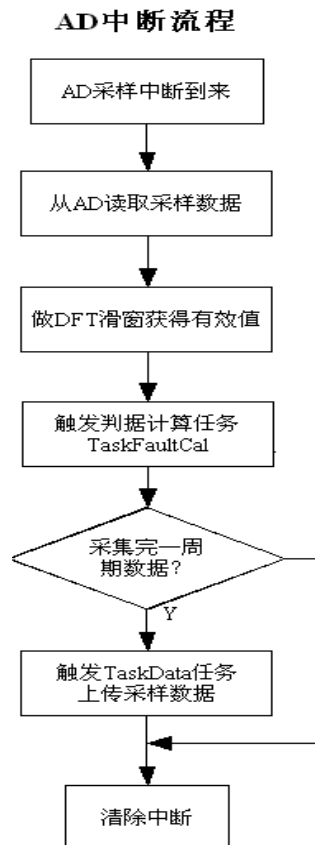 AD中断流程
AD采样中断到来
从AD读取采样数据
做DFT滑窗获得有效值
触发判据计算任务
TaskFaultCal
采集完一周
期数据?
Y
触发TaskData任务
上传采样数据
清除中断